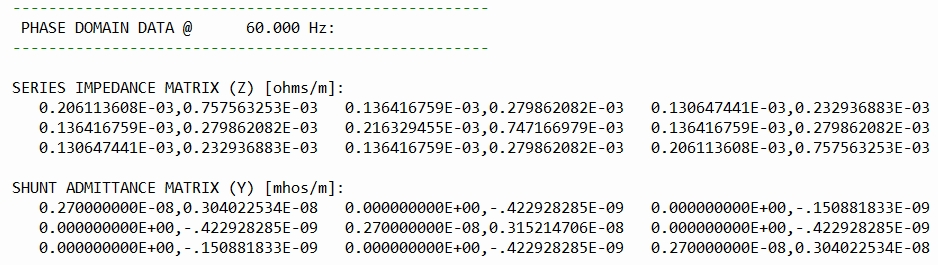 -----------------------------------------------------
PHASE DOMAIN DATA @      60.000 Hz:
-----------------------------------------------------
SERIES IMPEDANCE MATRIX (Z) [ohms/m]:
0.206113608E-03,0.757563253E-03   0.136416759E-03,0.279862082E-03   0.130647441E-03,0.232936883E-03
0.136416759E-03,0.279862082E-03   0.216329455E-03,0.747166979E-03   0.136416759E-03,0.279862082E-03
0.130647441E-03,0.232936883E-03   0.136416759E-03,0.279862082E-03   0.206113608E-03,0.757563253E-03
SHUNT ADMITTANCE MATRIX (Y) [mhos/m]:
0.270000000E-08,0.304022534E-08   0.000000000E+00,-.422928285E-09   0.000000000E+00,-.150881833E-09
0.000000000E+00,-.422928285E-09   0.270000000E-08,0.315214706E-08   0.000000000E+00,-.422928285E-09
0.000000000E+00,-.150881833E-09   0.000000000E+00,-.422928285E-09   0.270000000E-08,0.304022534E-08